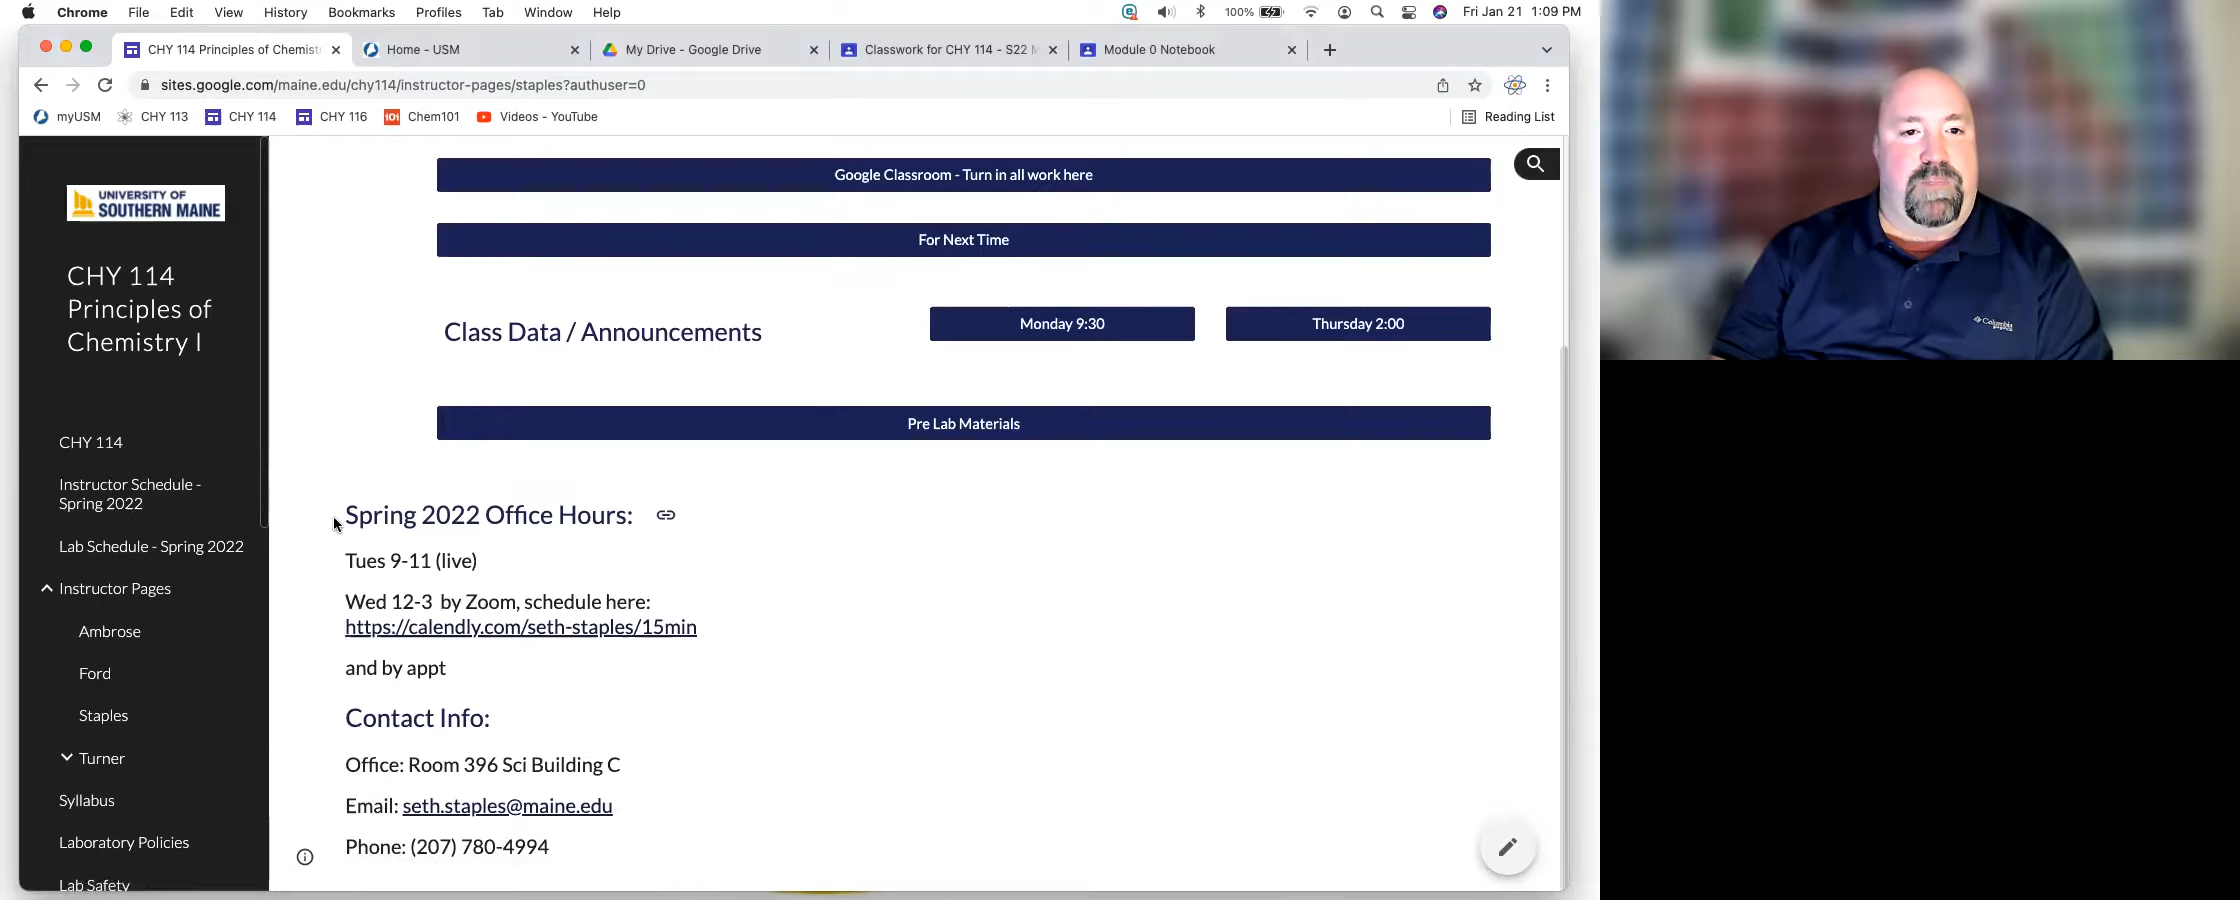 Chrome File Edit View History Bookmarks Profiles Tab Window Help 100% Fri Jan 21 1:09 PM
CHY 114 Principles of Chemist Home - USM My Drive - Google Drive Classwork for CHY 114 - S22 M Module 0 Notebook
sites.google.com/maine.edu/chy114/instructor-pages/staples?authuser=0
myUSM CHY 113 CHY 114 CHY 116 101 Chem101 Videos - YouTube Reading List
UNIVERSITY OF
SOUTHERN MAINE
CHY 114
Principles of
Chemistry I
CHY 114
Instructor Schedule -
Spring 2022
Lab Schedule - Spring 2022
Instructor Pages
Ambrose
Ford
Staples
Turner
Syllabus
Laboratory Policies
Lab Safety
Google Classroom - Turn in all work here
For Next Time
Class Data / Announcements
Monday 9:30
Thursday 2:00
Pre Lab Materials
Spring 2022 Office Hours:
Tues 9-11 (live)
Wed 12-3 by Zoom, schedule here:
https://calendly.com/seth-staples/15min
and by appt
Contact Info:
Office: Room 396 Sci Building C
Email: seth.staples@maine.edu
Phone: (207) 780-4994
Columbia